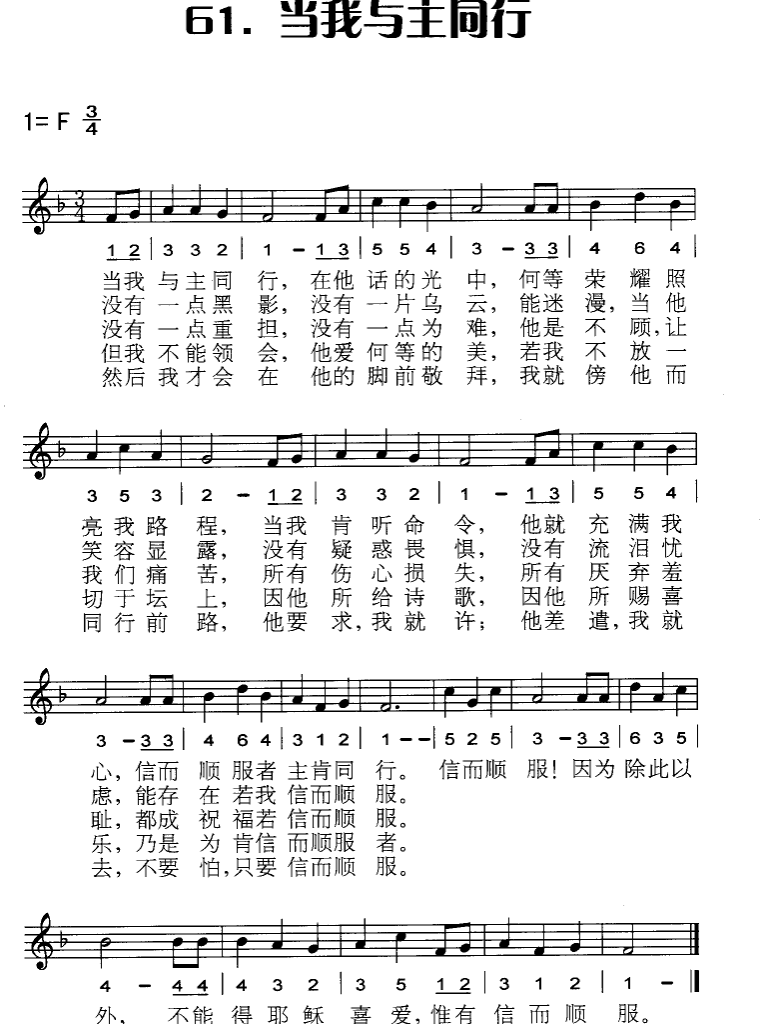 61. 当我与主同行
1= F 3/4
1 2 | 3 3 2 | 1 – 1 3 | 5 5 4 | 3 – 3 3 | 4 6 4 |
当我 与主同 行，在他 话的光 中，何等 荣 耀照
没有 一点黑 影，没有 一片乌 云，能迷 漫，当他
没有 一点重 担，没有 一点为 难，他是 不 顾，让
但我 不能领 会，他爱 何等的 美，若我 不 放一
然后 我才会 在 他的 脚前敬 拜，我就 傍 他而
3 5 3 | 2 – 1 2 | 3 3 2 | 1 – 1 3 | 5 5 4 |
亮我路 程，当我 肯听命 令，他就 充满我
笑容显 露，没有 疑惑畏 惧，没有 流泪忧
我们痛 苦，所有 伤心损 失，所有 厌弃羞
切于坛 上，因他 所给诗 歌，因他 所赐喜
同行前 路，他要 求，我就 许；他差 遣，我就
3 – 3 3 | 4 6 4 | 3 1 2 | 1 – – | 5 2 5 | 3 – 3 3 | 6 3 5 |
心，信而 顺服者 主肯同 行。 信而顺 服！因为 除此以
虑，能存 在若我 信而顺 服。
耻，都成 祝福若 信而顺 服。
乐，乃是 为肯信 而顺服 者。
去，不要 怕，只要 信而顺 服。
4 – 4 4 | 4 3 2 | 3 5 1 2 | 3 1 2 | 1 – ‖
外，不能 得耶稣 喜爱，惟有 信而顺 服。